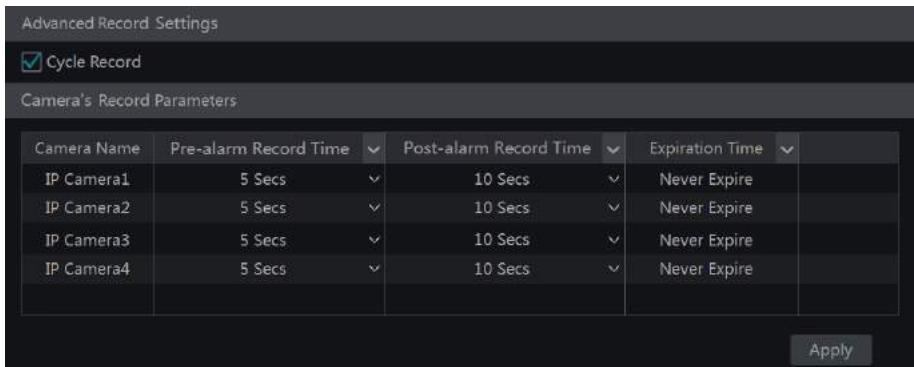 Advanced Record Settings
Cycle Record
Camera's Record Parameters
Camera Name Pre-alarm Record Time Post-alarm Record Time Expiration Time
IP Camera1 5 Secs 10 Secs Never Expire
IP Camera2 5 Secs 10 Secs Never Expire
IP Camera3 5 Secs 10 Secs Never Expire
IP Camera4 5 Secs 10 Secs Never Expire
Apply